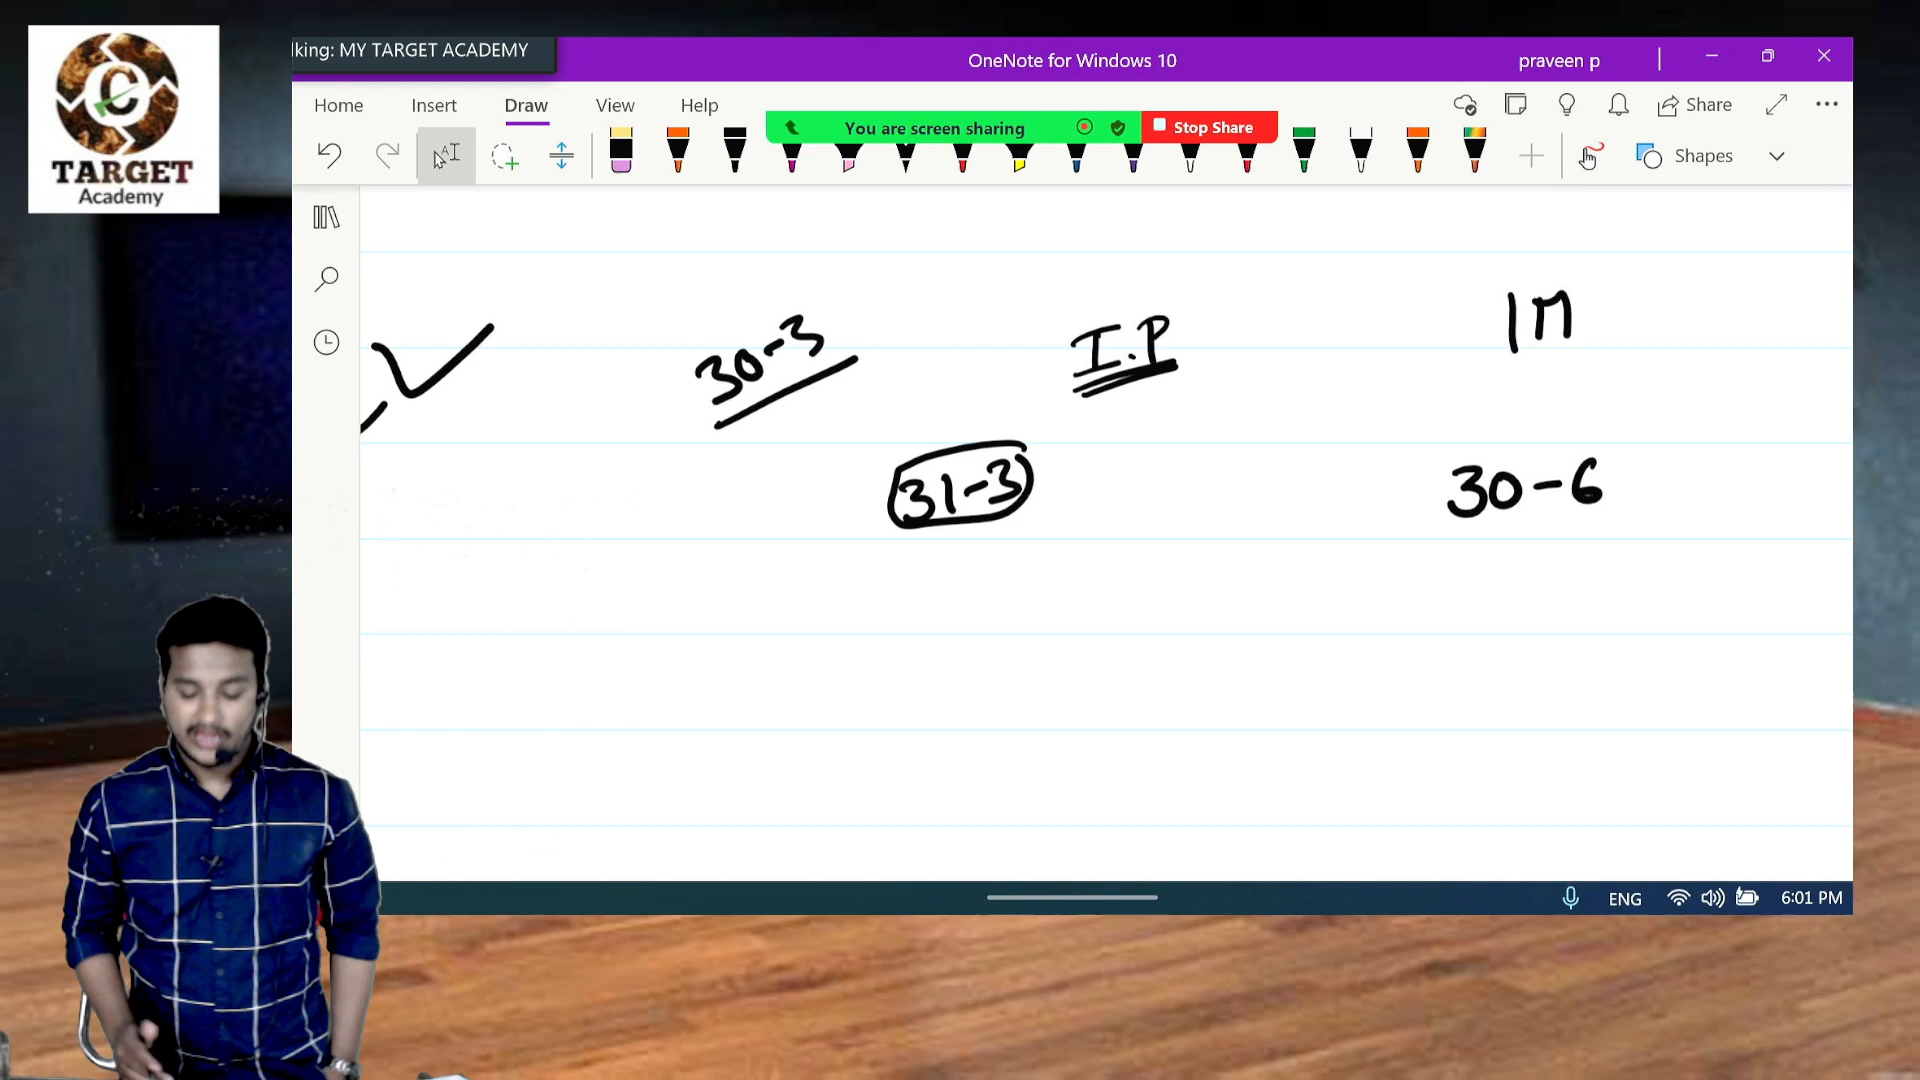 TARGET
Academy
lking: MY TARGET ACADEMY
OneNote for Windows 10
praveen p
Home Insert Draw View Help
Share
You are screen sharing
Stop Share
Shapes
30-3
I.P
1M
31-3
30-6
ENG
6:01 PM